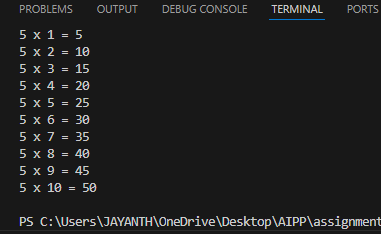 PROBLEMS OUTPUT DEBUG CONSOLE TERMINAL PORTS
5 x 1 = 5
5 x 2 = 10
5 x 3 = 15
5 x 4 = 20
5 x 5 = 25
5 x 6 = 30
5 x 7 = 35
5 x 8 = 40
5 x 9 = 45
5 x 10 = 50
PS C:\Users\JAYANTH\OneDrive\Desktop\AIPP\assignment